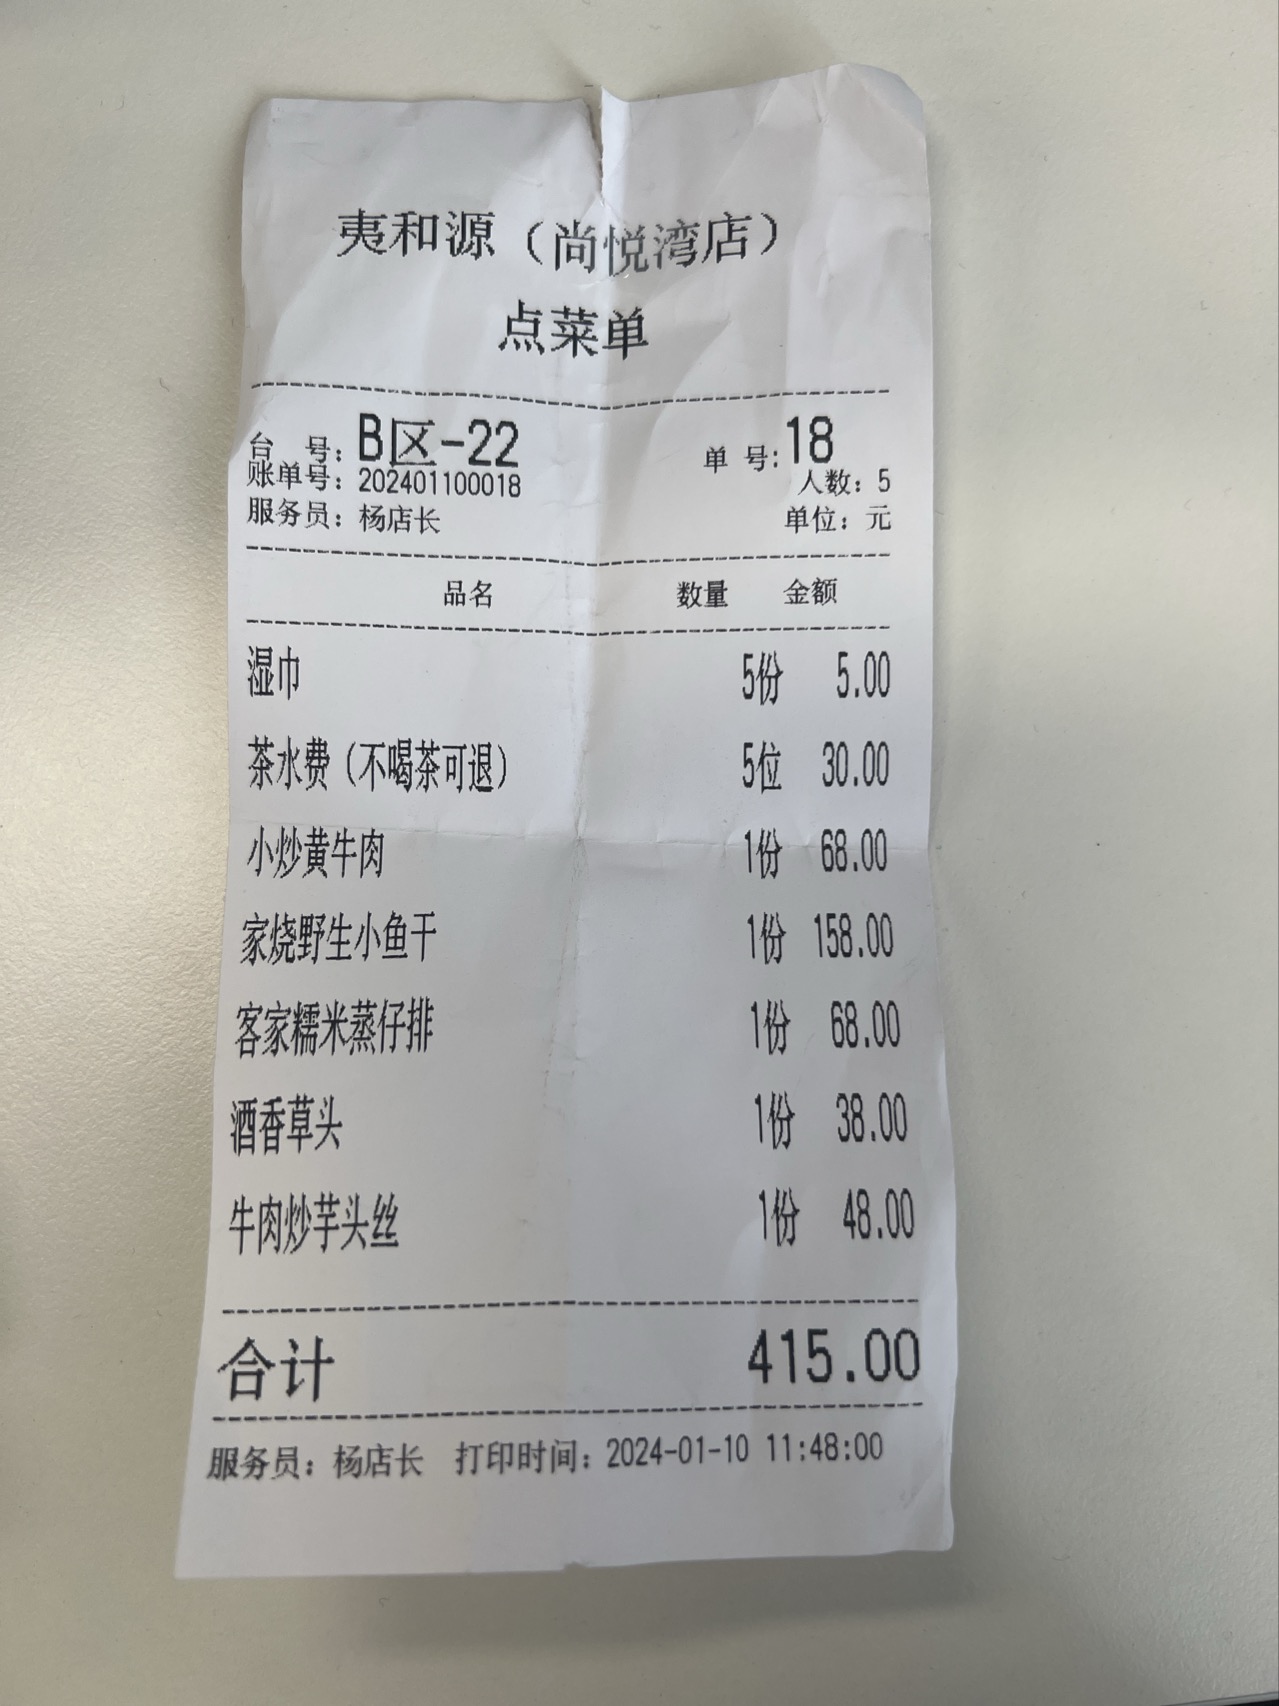 夷和源（尚悦湾店）
点菜单
台 号：B区-22 单 号:18
账单号：202401100018 人数：5
服务员：杨店长 单位：元
品名 数量 金额
湿巾 5份 5.00
茶水费（不喝茶可退） 5位 30.00
小炒黄牛肉 1份 68.00
家烧野生小鱼干 1份 158.00
客家糯米蒸仔排 1份 68.00
酒香草头 1份 38.00
牛肉炒芋头丝 1份 48.00
合计 415.00
服务员：杨店长 打印时间：2024-01-10 11:48:00